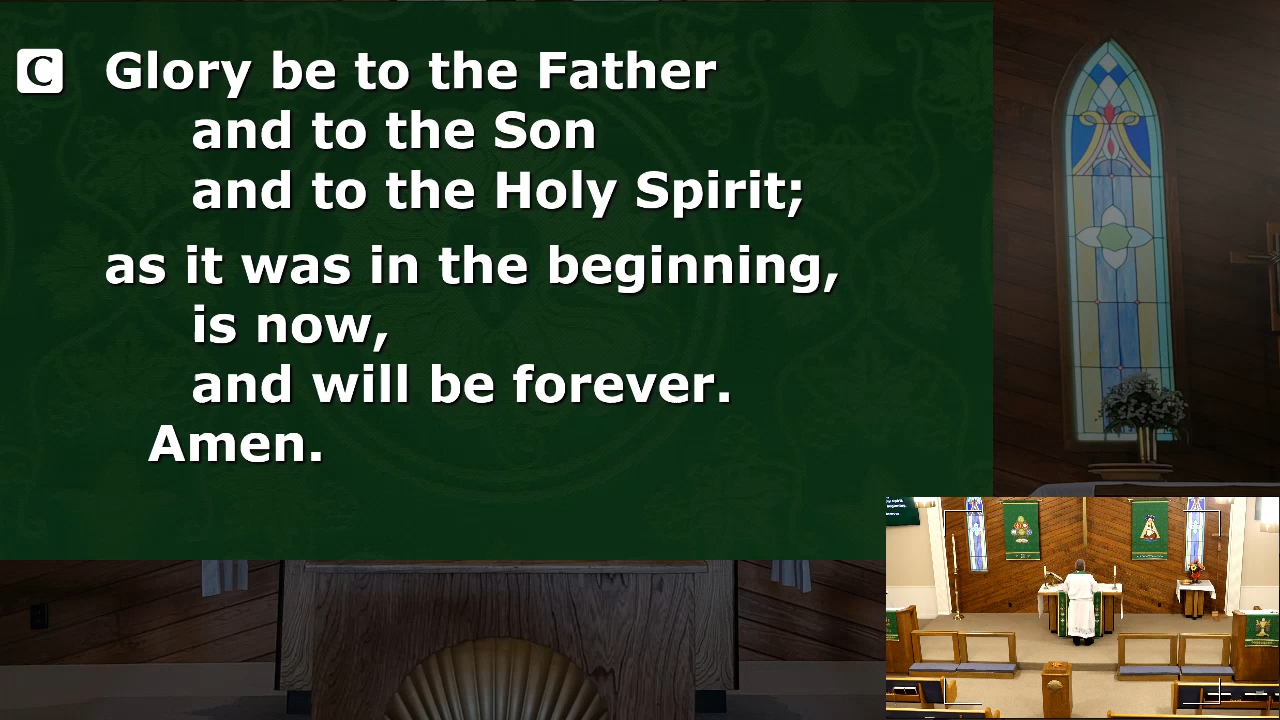 C Glory be to the Father
and to the Son
and to the Holy Spirit;
as it was in the beginning,
is now,
and will be forever.
Amen.